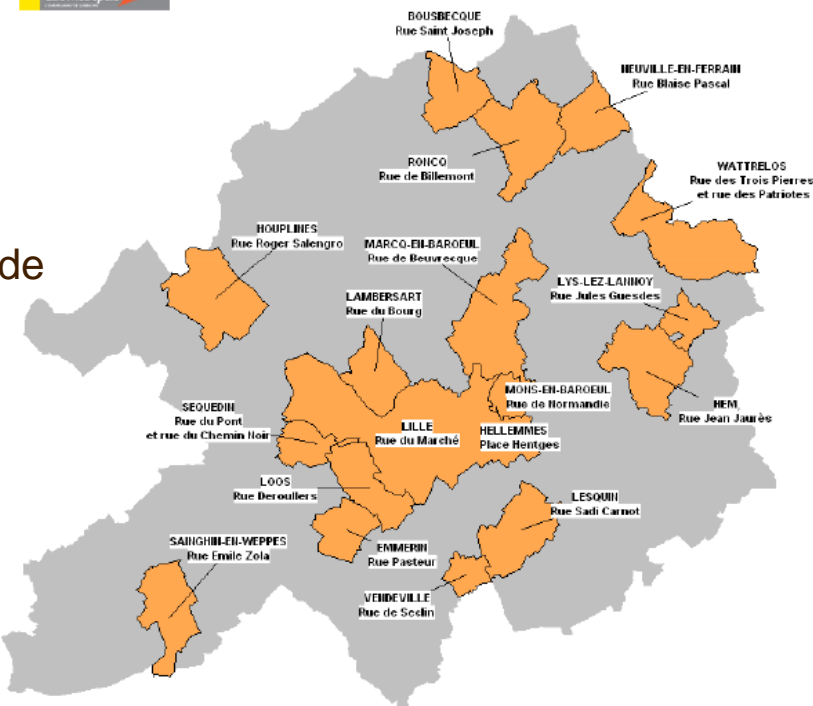 BOUSBECQUE
Rue Saint Joseph
NEUVILLE-EN-FERRAIN
Rue Blaise Pascal
RONCQ
Rue de Billemont
WATTRELOS
Rue des Trois Pierres
et rue des Patriotes
HOUPLINES
Rue Roger Salengro
MARCQ-EN-BAROEUL
Rue de Beuvrecque
de
LYS-LEZ-LANNOY
Rue Jules Guesdes
LAMBERSART
Rue du Bourg
MONS-EN-BAROEUL
Rue de Normandie
HEM
Rue Jean Jaurès
SEQUEDIN
Rue du Pont
et rue du Chemin Noir
LILLE
Rue du Marché
HELLEMMES
Place Hentges
LOOS
Rue Deroullers
LESQUIN
Rue Sadi Carnot
SAINGHIN-EN-WEPPES
Rue Emile Zola
EMMERIN
Rue Pasteur
VENDEVILLE
Rue de Seclin